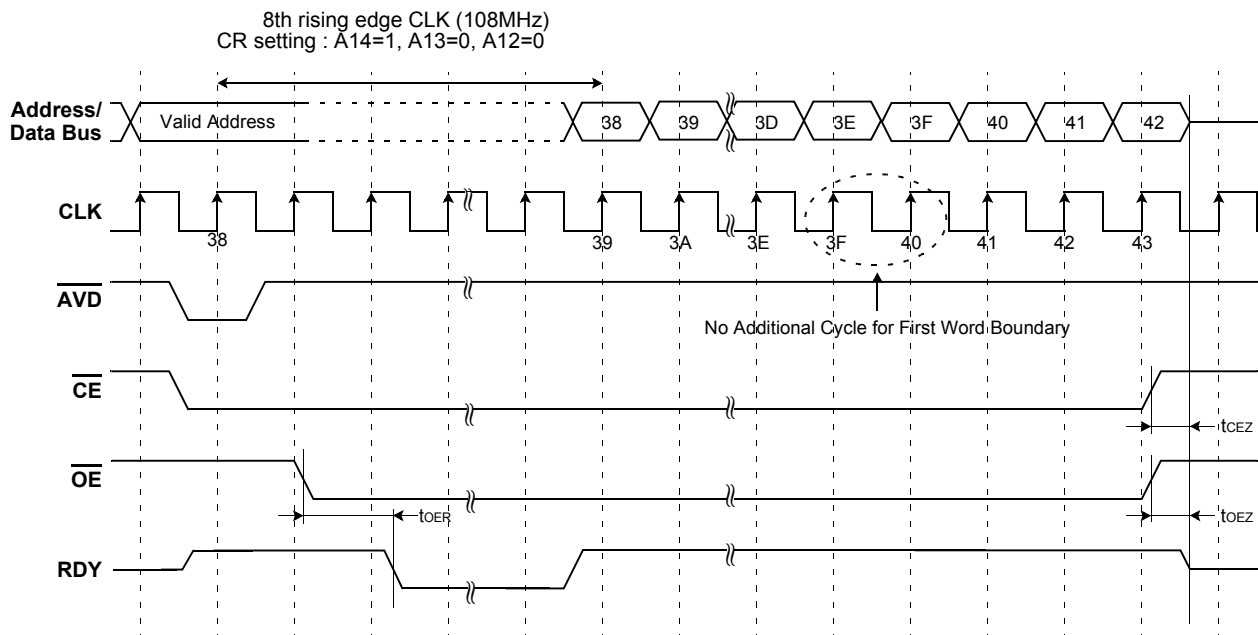 8th rising edge CLK (108MHz)
CR setting : A14=1, A13=0, A12=0
Address/
Data Bus
Valid Address
38 39 3D 3E 3F 40 41 42
CLK
38 39 3A 3E 3F 40 41 42 43
AVD
No Additional Cycle for First Word Boundary
CE
tCEZ
OE
tOER
tOEZ
RDY